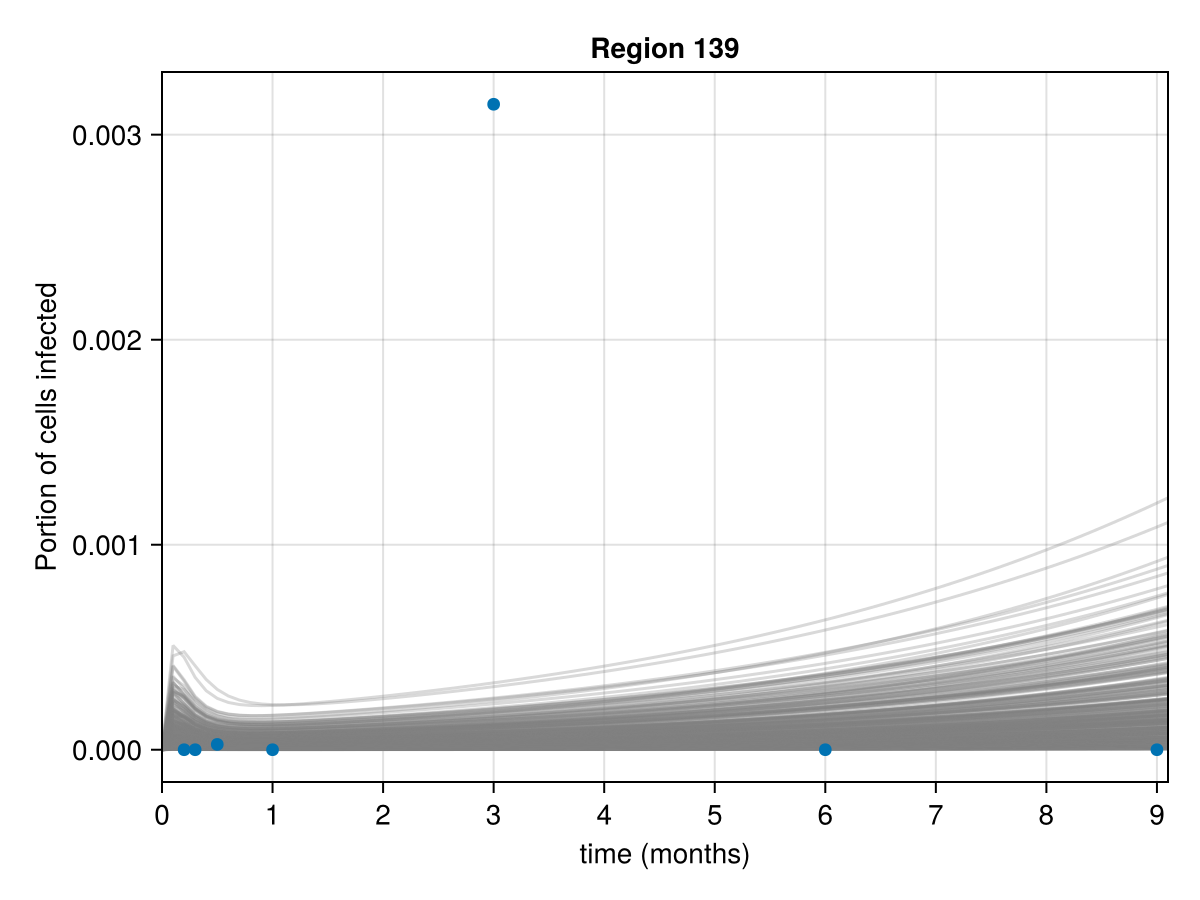 Region 139
Portion of cells infected
0.003
0.002
0.001
0.000
0 1 2 3 4 5 6 7 8 9
time (months)